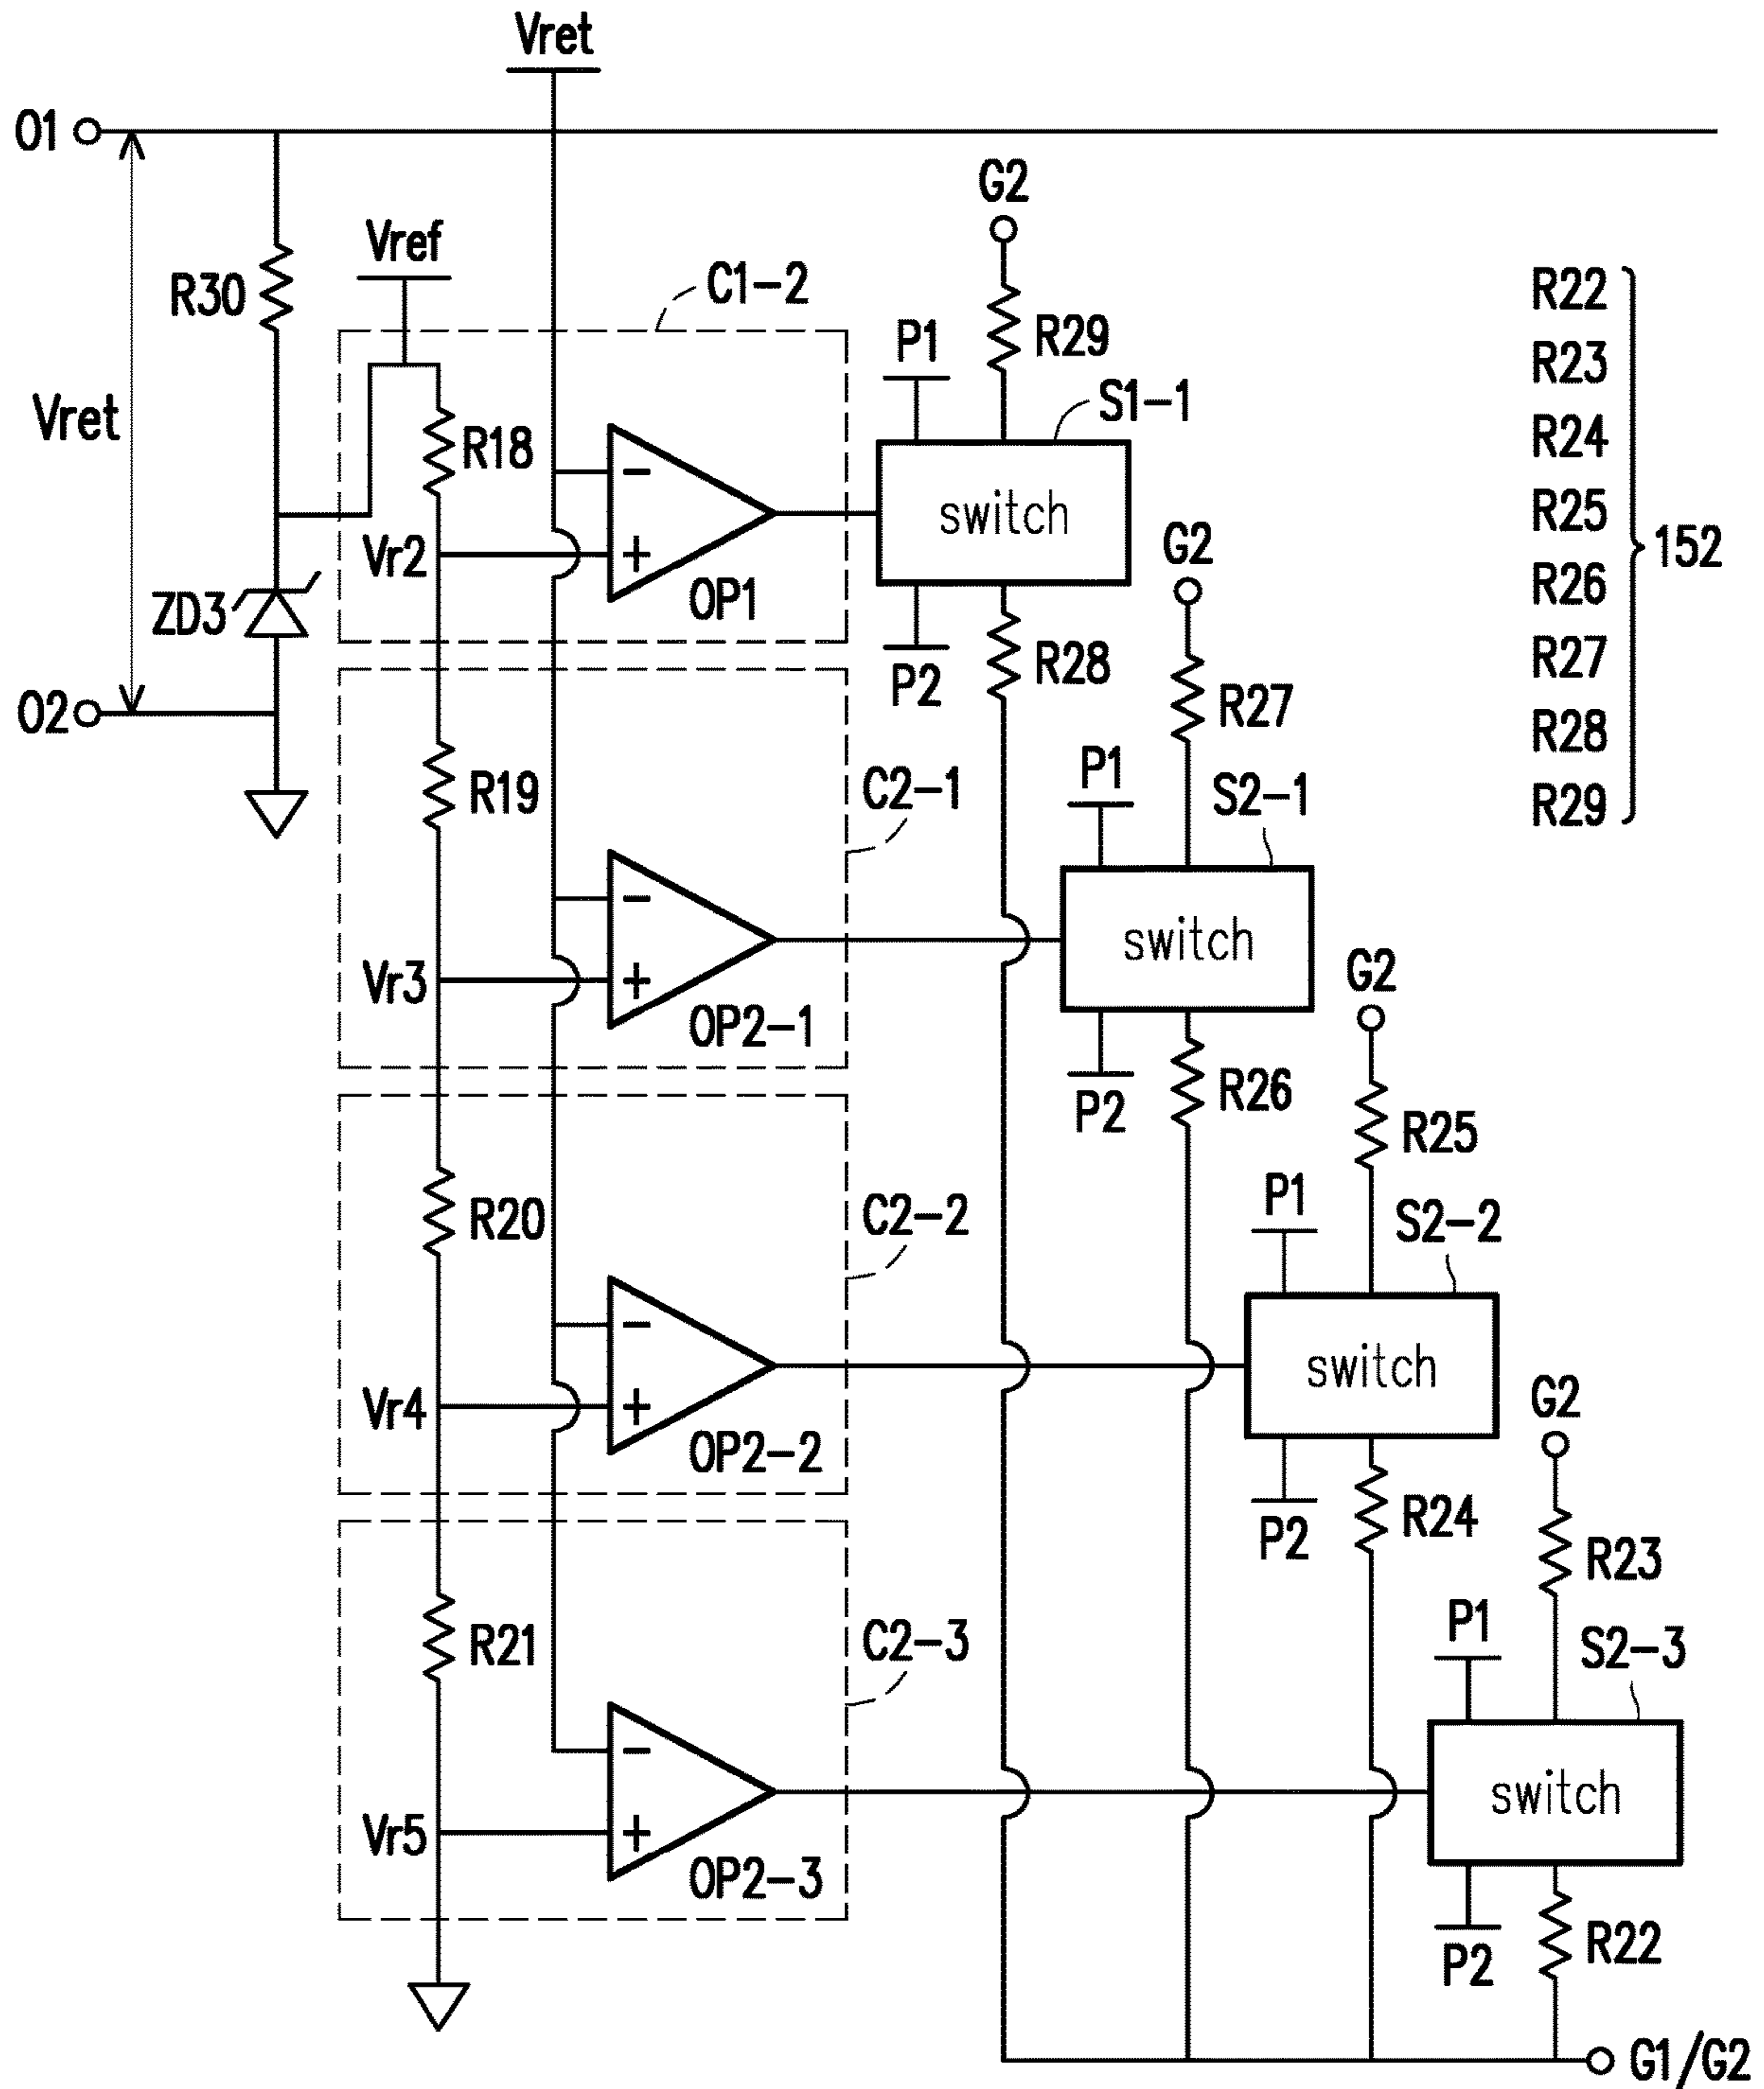 Vret
O1
G2
Vref
R30
C1-2
R22
R23
R24
R25
R26
R27
R28
R29
152
P1
R29
S1-1
Vret
R18
-
switch
Vr2
+
OP1
G2
ZD3
P2
R28
O2
R27
R19
C2-1
P1
S2-1
-
switch
Vr3
+
OP2-1
G2
P2
R26
R25
R20
C2-2
P1
S2-2
-
switch
Vr4
+
OP2-2
G2
P2
R24
R23
R21
C2-3
P1
S2-3
-
switch
Vr5
+
OP2-3
P2
R22
G1/G2